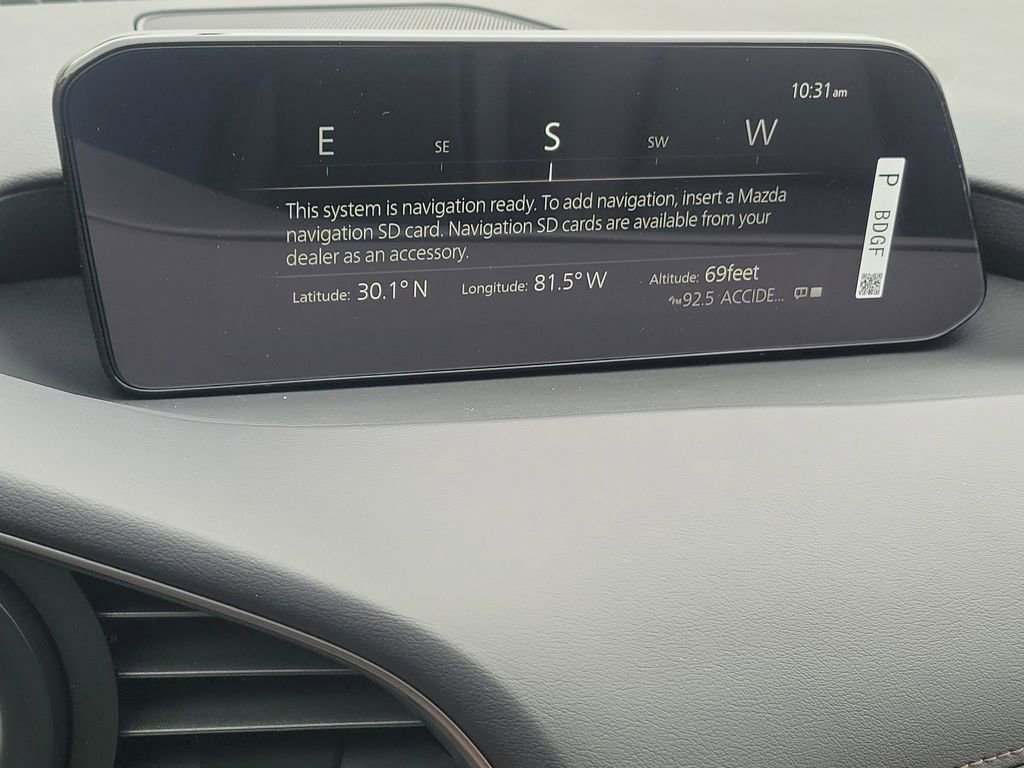 10:31am
E SE S SW W
This system is navigation ready. To add navigation, insert a Mazda
navigation SD card. Navigation SD cards are available from your
dealer as an accessory.
Latitude: 30.1° N Longitude: 81.5° W Altitude: 69feet
FM 92.5 ACCIDE...
P BDGF